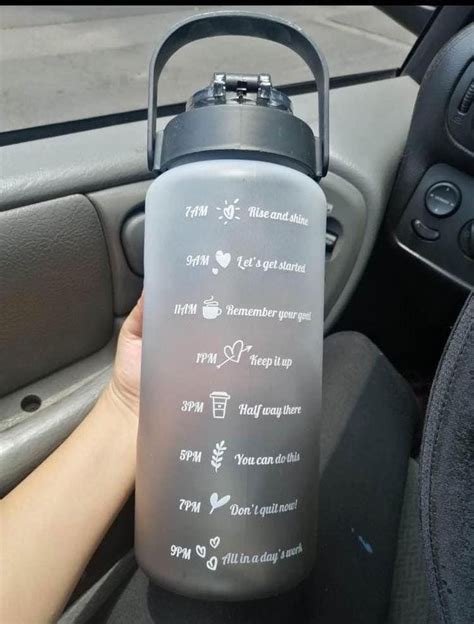 7AM Rise and shine
9AM Let's get started
11AM Remember your goal
1PM Keep it up
3PM Half way there
5PM You can do this
7PM Don't quit now!
9PM All in a day's work